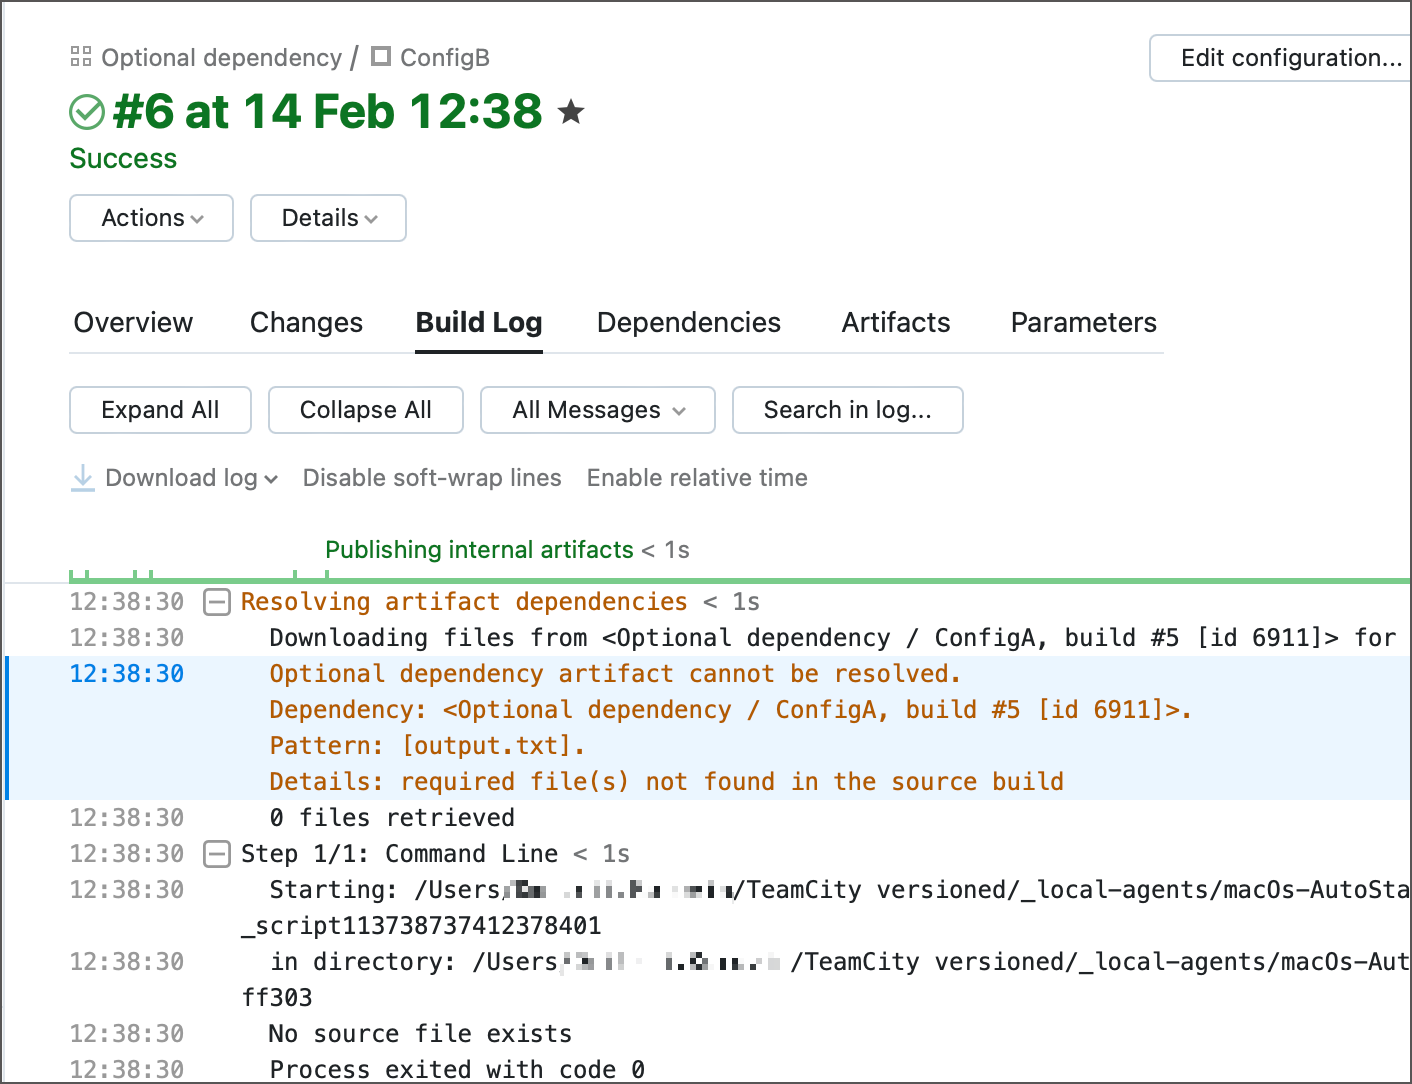 Optional dependency / ConfigB
Edit configuration...
#6 at 14 Feb 12:38
Success
Actions
Details
Overview Changes Build Log Dependencies Artifacts Parameters
Expand All Collapse All All Messages Search in log...
Download log Disable soft-wrap lines Enable relative time
Publishing internal artifacts < 1s
12:38:30 Resolving artifact dependencies < 1s
12:38:30 Downloading files from <Optional dependency / ConfigA, build #5 [id 6911]> for
12:38:30 Optional dependency artifact cannot be resolved.
Dependency: <Optional dependency / ConfigA, build #5 [id 6911]>.
Pattern: [output.txt].
Details: required file(s) not found in the source build
12:38:30 0 files retrieved
12:38:30 Step 1/1: Command Line < 1s
12:38:30 Starting: /Users/ /TeamCity versioned/_local-agents/macOs-AutoSta
_script113738737412378401
12:38:30 in directory: /Users/ /TeamCity versioned/_local-agents/macOs-Aut
ff303
12:38:30 No source file exists
12:38:30 Process exited with code 0